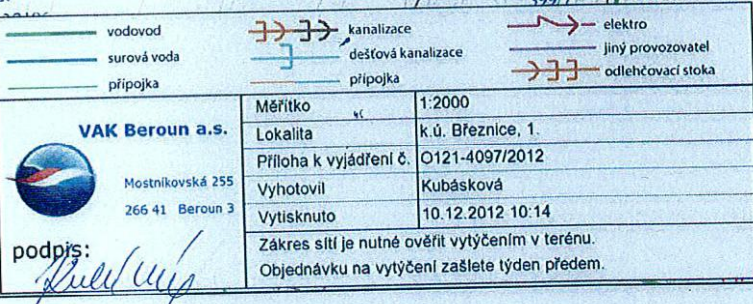 vodovod
surová voda
přípojka
kanalizace
dešťová kanalizace
přípojka
elektro
jiný provozovatel
odlehčovací stoka
VAK Beroun a.s.
Mostníkovská 255
266 41 Beroun 3
podpis:
Měřítko 1:2000
Lokalita k.ú. Březnice, 1.
Příloha k vyjádření č. O121-4097/2012
Vyhotovil Kubásková
Vytisknuto 10.12.2012 10:14
Zákres sítí je nutné ověřit vytýčením v terénu.
Objednávku na vytýčení zašlete týden předem.